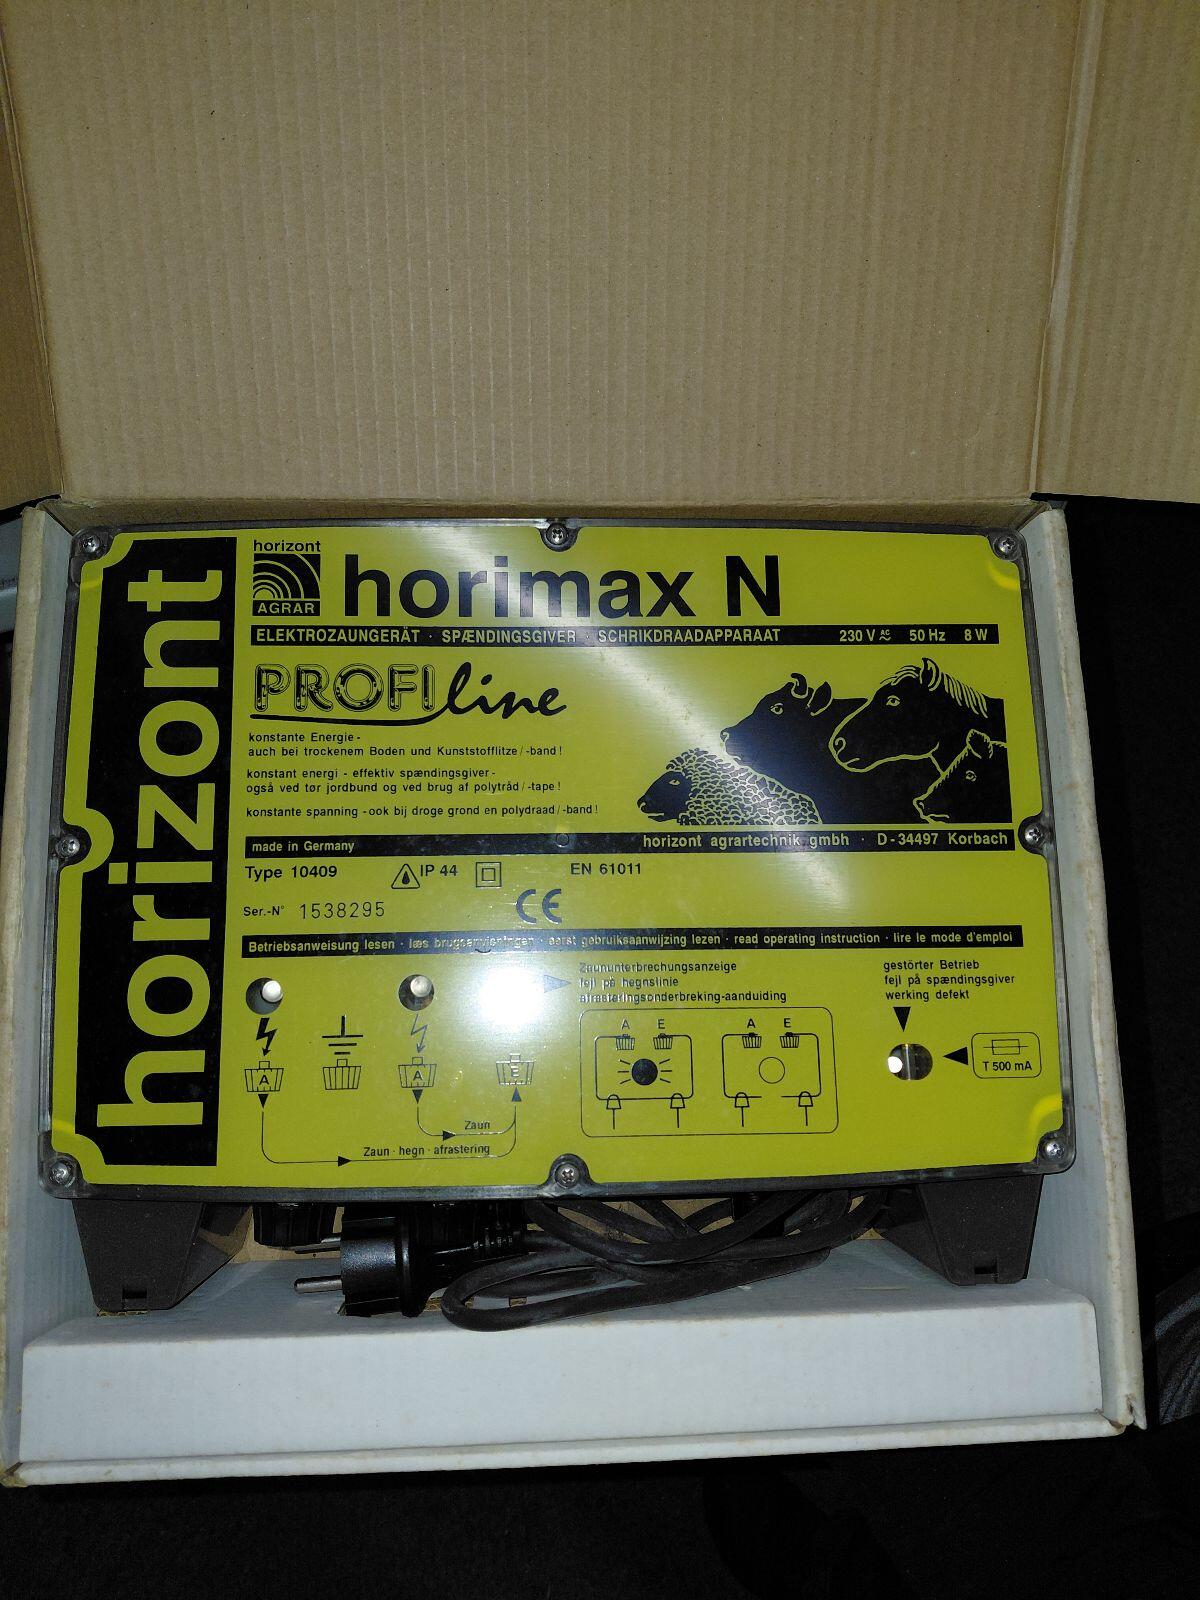 horizont
horizont
AGRAR
horimax N
ELEKTROZAUNGERÄT · SPÆNDINGSGIVER · SCHRIKDRAADAPPARAAT 230 V AC 50 Hz 8 W
PROFI line
konstante Energie -
auch bei trockenem Boden und Kunststofflitze/-band!
konstant energi - effektiv spændingsgiver -
også ved tør jordbund og ved brug af polytråd/-tape!
konstante spanning - ook bij droge grond en polydraad/-band!
made in Germany horizont agrartechnik gmbh · D-34497 Korbach
Type 10409 IP 44 EN 61011
Ser.-N° 1538295 CE
Betriebsanweisung lesen · læs brugsanvisningen · eerst gebruiksaanwijzing lezen · read operating instruction · lire le mode d'emploi
Zaununterbrechungsanzeige
fejl på hegnslinie
afrasteringsonderbreking-aanduiding
gestörter Betrieb
fejl på spændingsgiver
werking defekt
A E A E
T 500 mA
A A E
Zaun
Zaun · hegn · afrastering